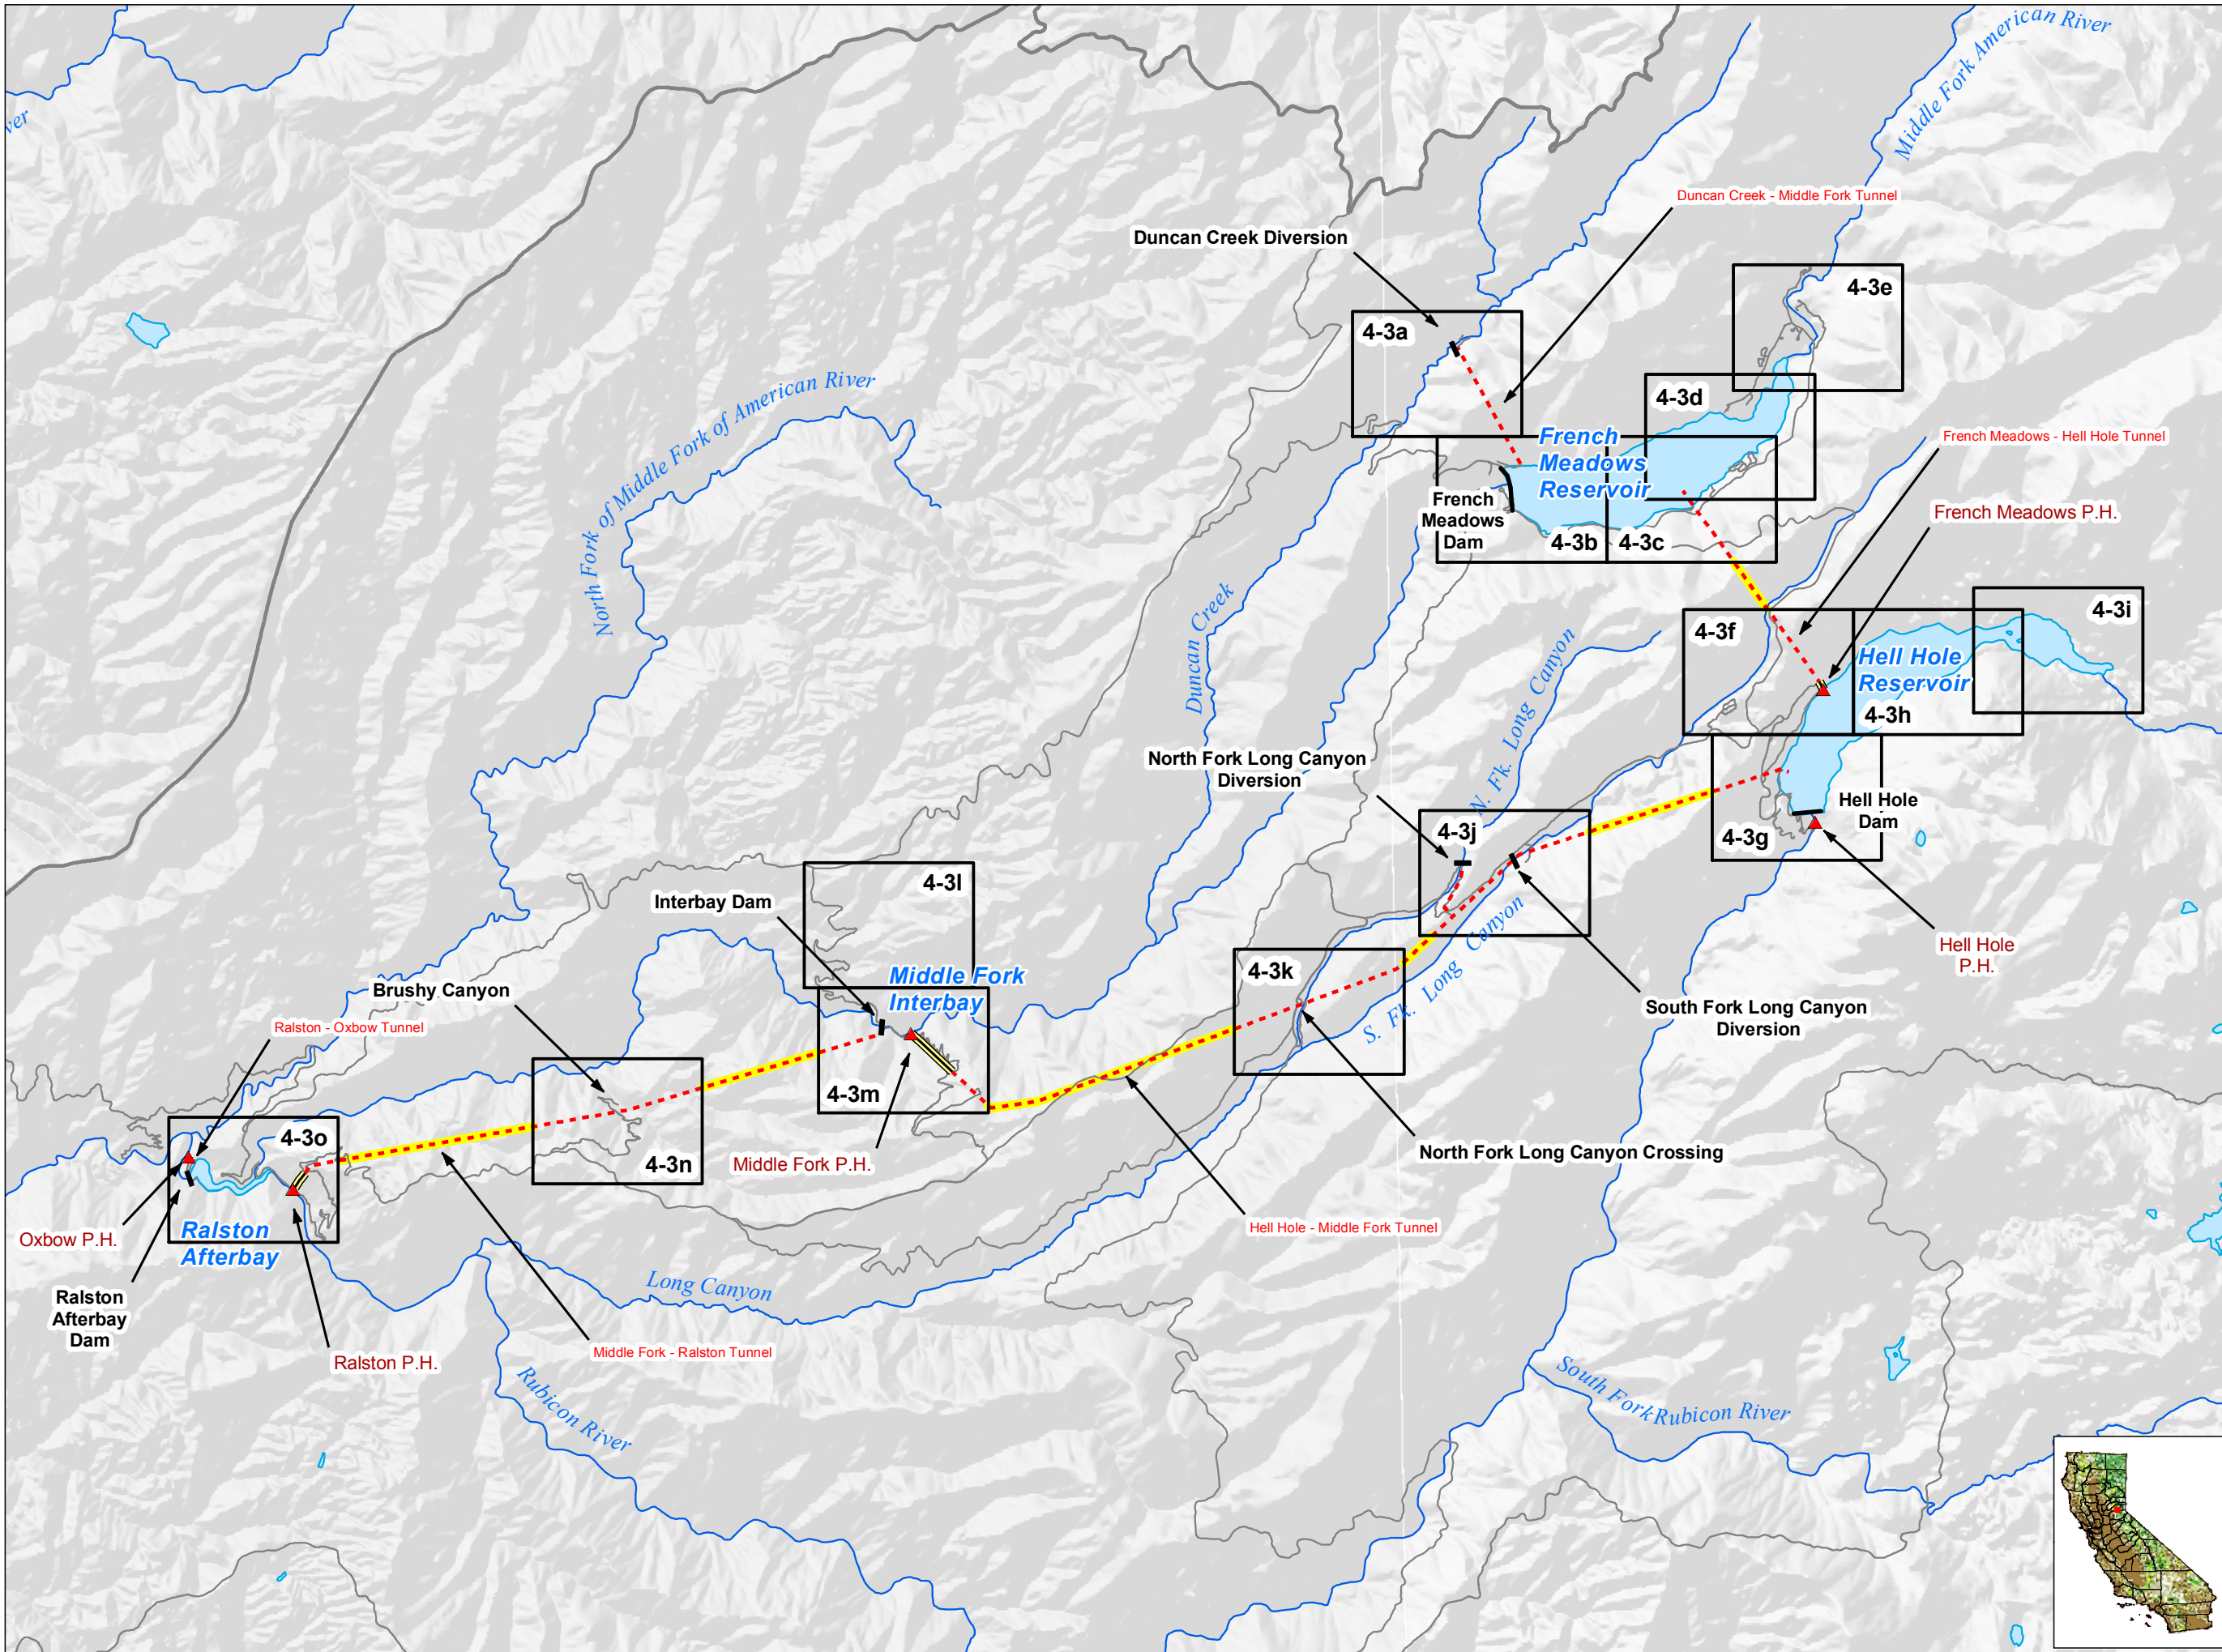 Middle Fork American River
ver
Duncan Creek - Middle Fork Tunnel
Duncan Creek Diversion
4-3e
4-3a
North Fork of Middle Fork of American River
4-3d
French
Meadows
Reservoir
French Meadows - Hell Hole Tunnel
French
Meadows
Dam
French Meadows P.H.
4-3b
4-3c
Duncan Creek
4-3f
4-3i
Hell Hole
Reservoir
N. Fk. Long Canyon
4-3h
North Fork Long Canyon
Diversion
Hell Hole
Dam
4-3j
4-3g
4-3l
Interbay Dam
S. Fk. Long Canyon
Hell Hole
P.H.
Middle Fork
Interbay
4-3k
Brushy Canyon
South Fork Long Canyon
Diversion
Ralston - Oxbow Tunnel
4-3m
4-3o
4-3n
Middle Fork P.H.
North Fork Long Canyon Crossing
Oxbow P.H.
Ralston
Afterbay
Hell Hole - Middle Fork Tunnel
Long Canyon
Ralston
Afterbay
Dam
Ralston P.H.
Middle Fork - Ralston Tunnel
Rubicon River
South Fork Rubicon River